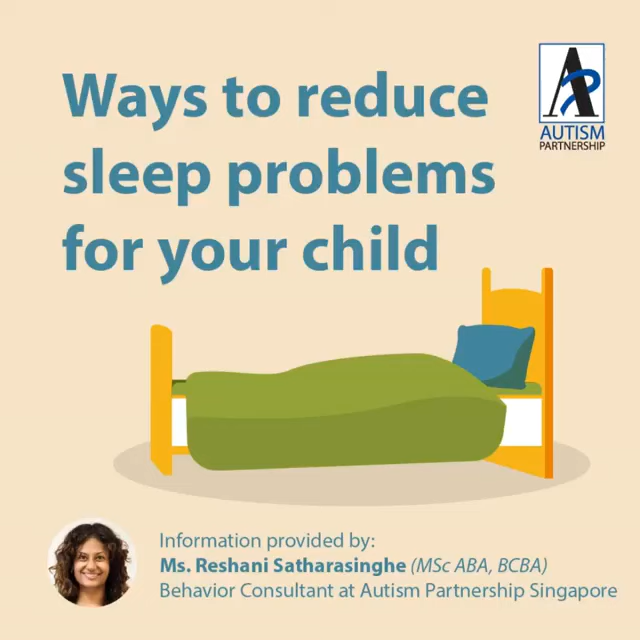 Ways to reduce
sleep problems
for your child
AUTISM
PARTNERSHIP
Information provided by:
Ms. Reshani Satharasinghe (MSc ABA, BCBA)
Behavior Consultant at Autism Partnership Singapore